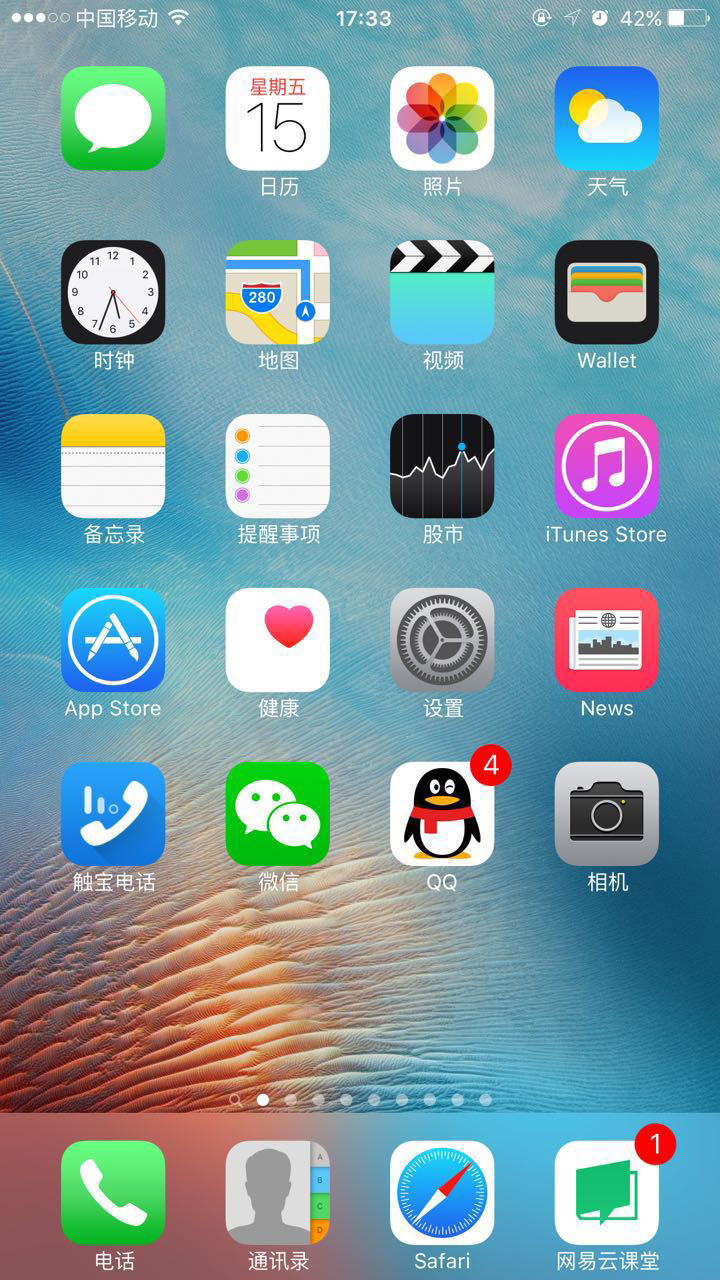 中国移动 17:33 42%
星期五
15
日历 照片 天气
12
11 1
10 2
9 3
8 4
7 5
6
280
时钟 地图 视频 Wallet
备忘录 提醒事项 股市 iTunes Store
App Store 健康 设置 News
4
触宝电话 微信 QQ 相机
1
A
B
C
D
电话 通讯录 Safari 网易云课堂